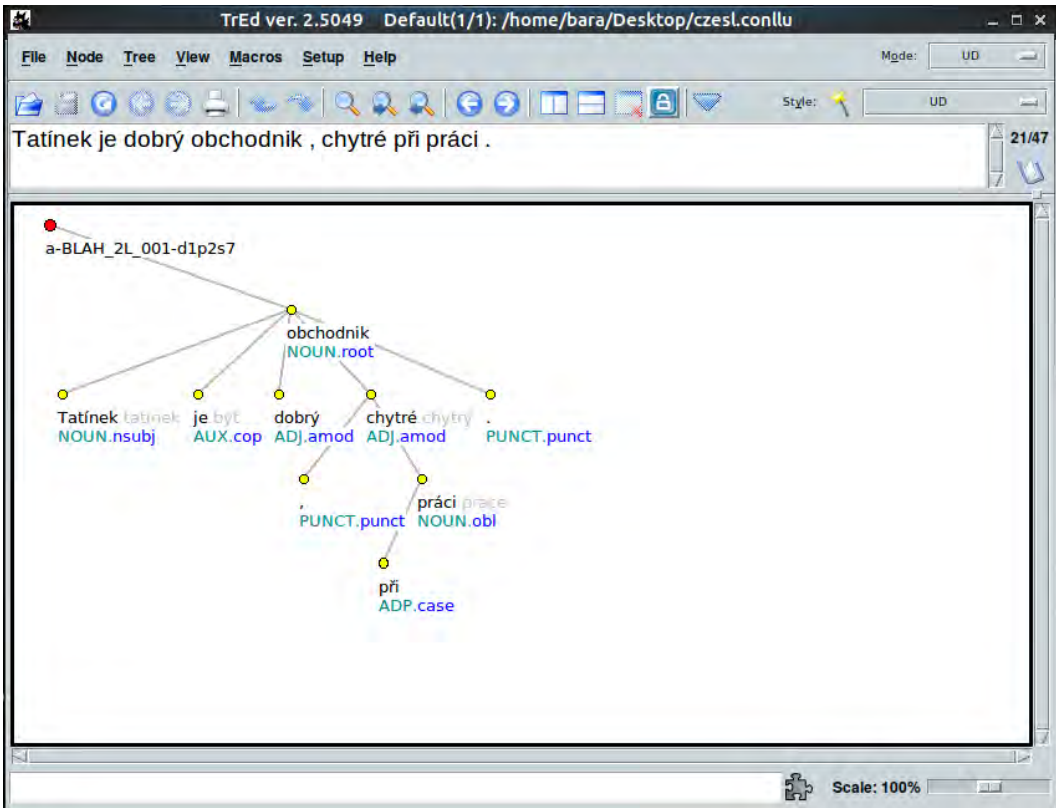 TrEd ver. 2.5049 Default(1/1): /home/bara/Desktop/czesl.conllu
File Node Tree View Macros Setup Help Mode: UD
Style: UD
Tatínek je dobrý obchodnik , chytré při práci .
21/47
a-BLAH_2L_001-d1p2s7
obchodnik
NOUN.root
Tatínek tatínek je být dobrý chytré chytrý .
NOUN.nsubj AUX.cop ADJ.amod ADJ.amod PUNCT.punct
, práci prace
PUNCT.punct NOUN.obl
při
ADP.case
Scale: 100%